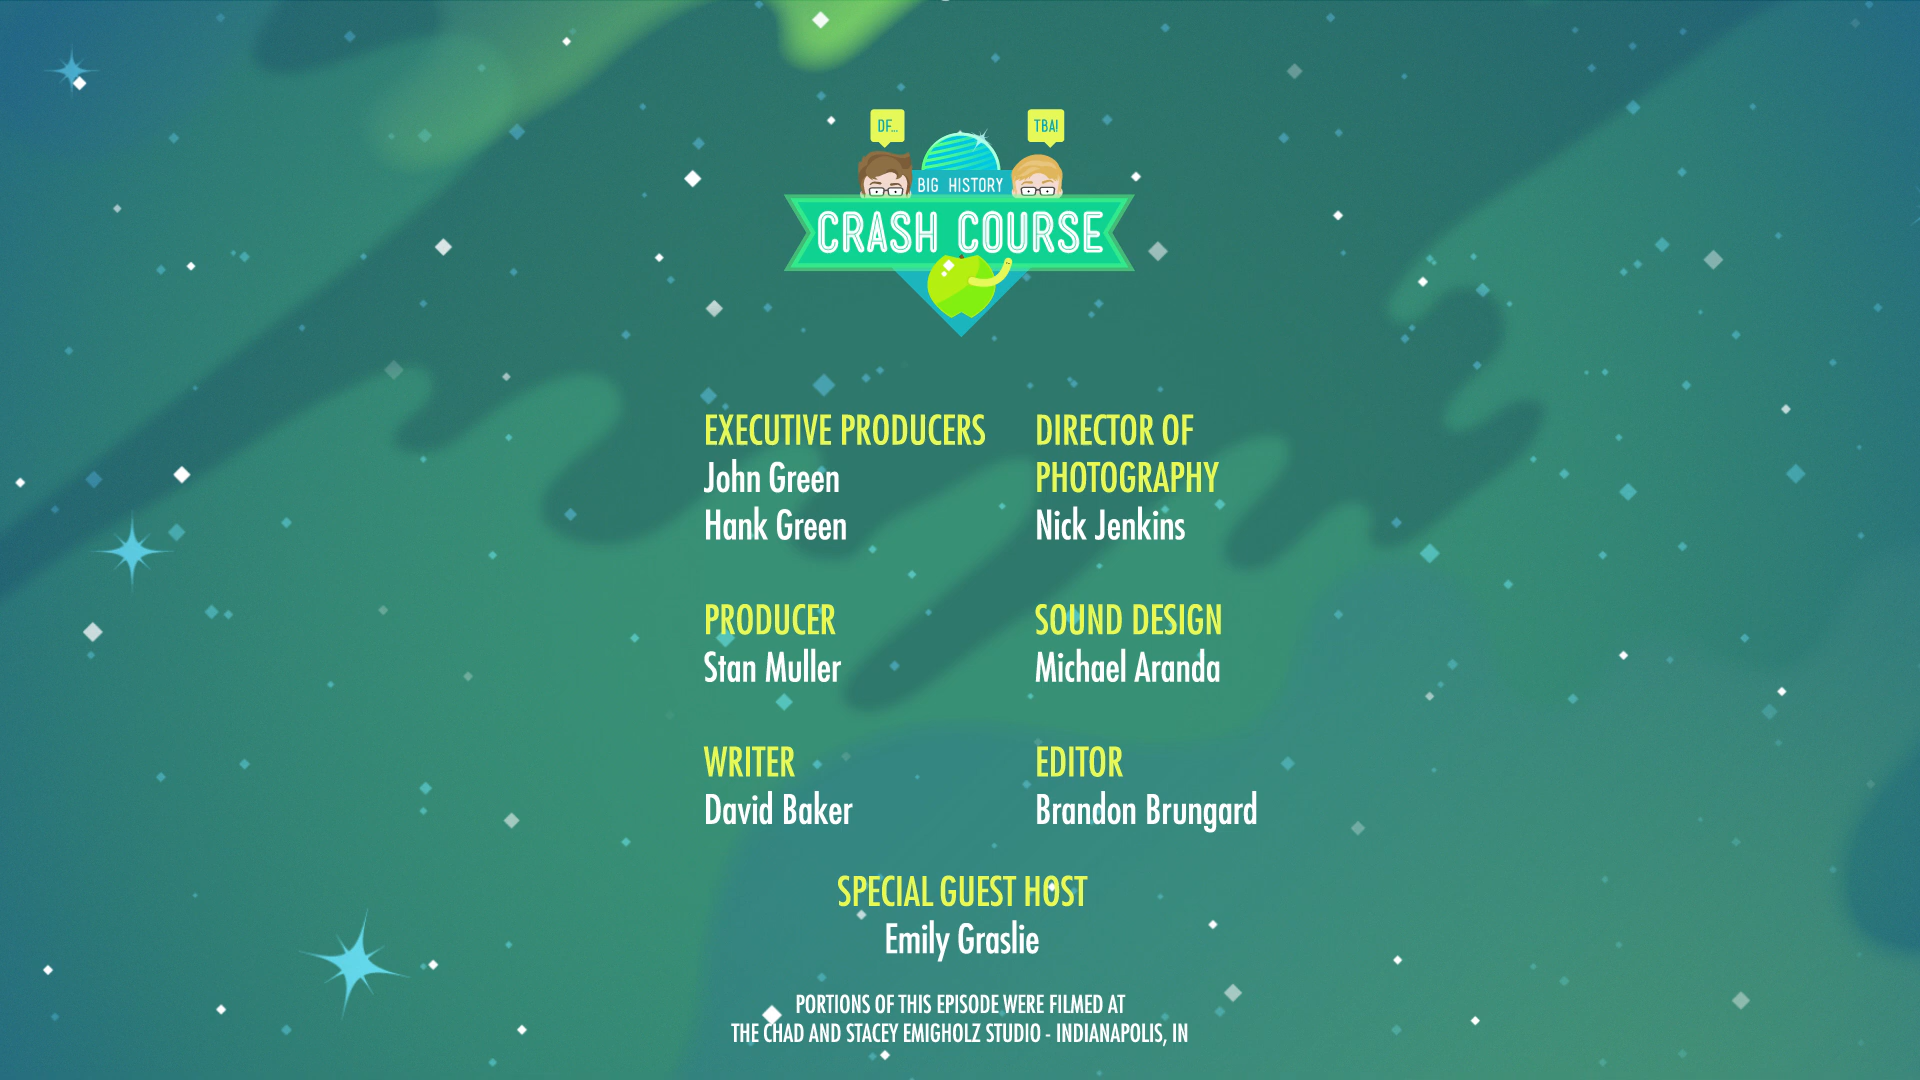 DF...
TBA!
BIG HISTORY
CRASH COURSE
EXECUTIVE PRODUCERS
John Green
Hank Green
DIRECTOR OF
PHOTOGRAPHY
Nick Jenkins
PRODUCER
Stan Muller
SOUND DESIGN
Michael Aranda
WRITER
David Baker
EDITOR
Brandon Brungard
SPECIAL GUEST HOST
Emily Graslie
PORTIONS OF THIS EPISODE WERE FILMED AT
THE CHAD AND STACEY EMIGHOLZ STUDIO - INDIANAPOLIS, IN